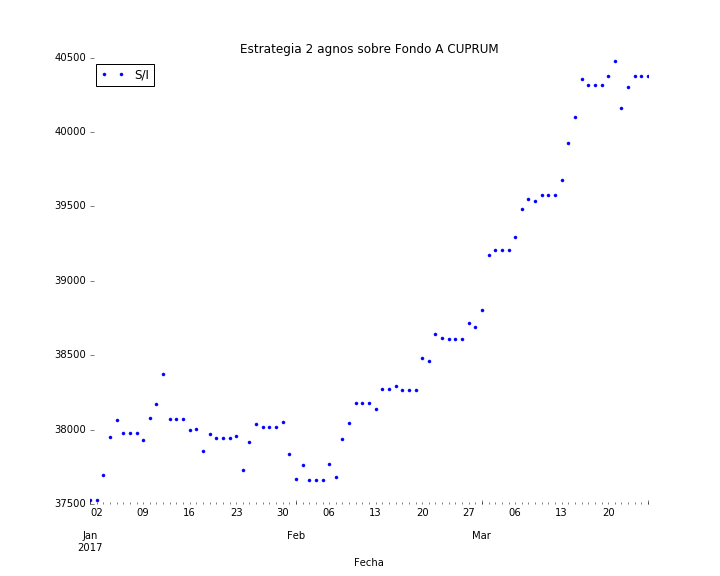 Estrategia 2 agnos sobre Fondo A CUPRUM
S/I
40500
40000
39500
39000
38500
38000
37500
02 09 16 23 30 06 13 20 27 06 13 20
Jan Feb Mar
2017
Fecha